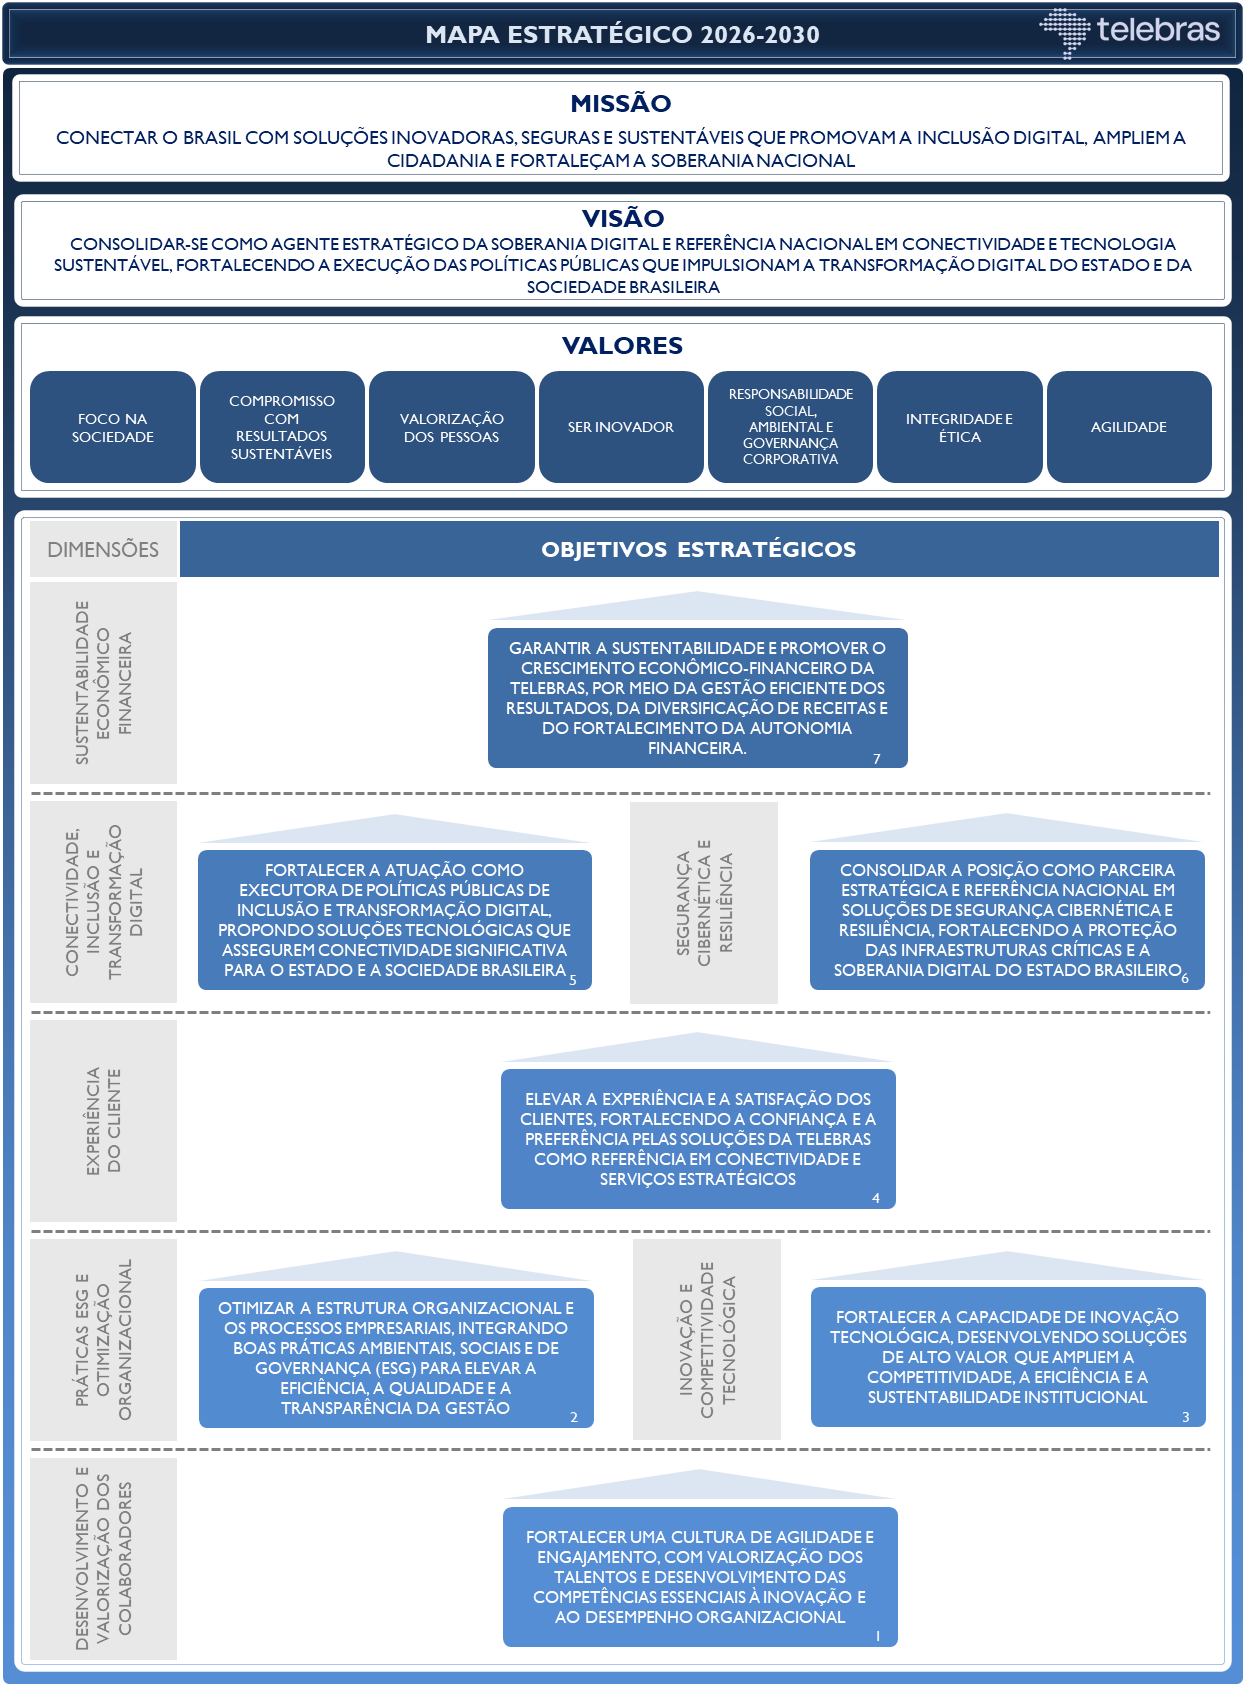 MAPA ESTRATÉGICO 2026-2030
telebras
MISSÃO
CONECTAR O BRASIL COM SOLUÇÕES INOVADORAS, SEGURAS E SUSTENTÁVEIS QUE PROMOVAM A INCLUSÃO DIGITAL, AMPLIEM A
CIDADANIA E FORTALEÇAM A SOBERANIA NACIONAL
VISÃO
CONSOLIDAR-SE COMO AGENTE ESTRATÉGICO DA SOBERANIA DIGITAL E REFERÊNCIA NACIONAL EM CONECTIVIDADE E TECNOLOGIA
SUSTENTÁVEL, FORTALECENDO A EXECUÇÃO DAS POLÍTICAS PÚBLICAS QUE IMPULSIONAM A TRANSFORMAÇÃO DIGITAL DO ESTADO E DA
SOCIEDADE BRASILEIRA
VALORES
FOCO NA
SOCIEDADE
COMPROMISSO
COM
RESULTADOS
SUSTENTÁVEIS
VALORIZAÇÃO
DOS PESSOAS
SER INOVADOR
RESPONSABILIDADE
SOCIAL,
AMBIENTAL E
GOVERNANÇA
CORPORATIVA
INTEGRIDADE E
ÉTICA
AGILIDADE
DIMENSÕES
OBJETIVOS ESTRATÉGICOS
SUSTENTABILIDADE
ECONÔMICO
FINANCEIRA
GARANTIR A SUSTENTABILIDADE E PROMOVER O
CRESCIMENTO ECONÔMICO-FINANCEIRO DA
TELEBRAS, POR MEIO DA GESTÃO EFICIENTE DOS
RESULTADOS, DA DIVERSIFICAÇÃO DE RECEITAS E
DO FORTALECIMENTO DA AUTONOMIA
FINANCEIRA.
7
CONECTIVIDADE,
INCLUSÃO E
TRANSFORMAÇÃO
DIGITAL
FORTALECER A ATUAÇÃO COMO
EXECUTORA DE POLÍTICAS PÚBLICAS DE
INCLUSÃO E TRANSFORMAÇÃO DIGITAL,
PROPONDO SOLUÇÕES TECNOLÓGICAS QUE
ASSEGUREM CONECTIVIDADE SIGNIFICATIVA
PARA O ESTADO E A SOCIEDADE BRASILEIRA
5
SEGURANÇA
CIBERNÉTICA E
RESILIÊNCIA
CONSOLIDAR A POSIÇÃO COMO PARCEIRA
ESTRATÉGICA E REFERÊNCIA NACIONAL EM
SOLUÇÕES DE SEGURANÇA CIBERNÉTICA E
RESILIÊNCIA, FORTALECENDO A PROTEÇÃO
DAS INFRAESTRUTURAS CRÍTICAS E A
SOBERANIA DIGITAL DO ESTADO BRASILEIRO
6
EXPERIÊNCIA
DO CLIENTE
ELEVAR A EXPERIÊNCIA E A SATISFAÇÃO DOS
CLIENTES, FORTALECENDO A CONFIANÇA E A
PREFERÊNCIA PELAS SOLUÇÕES DA TELEBRAS
COMO REFERÊNCIA EM CONECTIVIDADE E
SERVIÇOS ESTRATÉGICOS
4
PRÁTICAS ESG E
OTIMIZAÇÃO
ORGANIZACIONAL
OTIMIZAR A ESTRUTURA ORGANIZACIONAL E
OS PROCESSOS EMPRESARIAIS, INTEGRANDO
BOAS PRÁTICAS AMBIENTAIS, SOCIAIS E DE
GOVERNANÇA (ESG) PARA ELEVAR A
EFICIÊNCIA, A QUALIDADE E A
TRANSPARÊNCIA DA GESTÃO
2
INOVAÇÃO E
COMPETITIVIDADE
TECNOLÓGICA
FORTALECER A CAPACIDADE DE INOVAÇÃO
TECNOLÓGICA, DESENVOLVENDO SOLUÇÕES
DE ALTO VALOR QUE AMPLIEM A
COMPETITIVIDADE, A EFICIÊNCIA E A
SUSTENTABILIDADE INSTITUCIONAL
3
DESENVOLVIMENTO E
VALORIZAÇÃO DOS
COLABORADORES
FORTALECER UMA CULTURA DE AGILIDADE E
ENGAJAMENTO, COM VALORIZAÇÃO DOS
TALENTOS E DESENVOLVIMENTO DAS
COMPETÊNCIAS ESSENCIAIS À INOVAÇÃO E
AO DESEMPENHO ORGANIZACIONAL
1